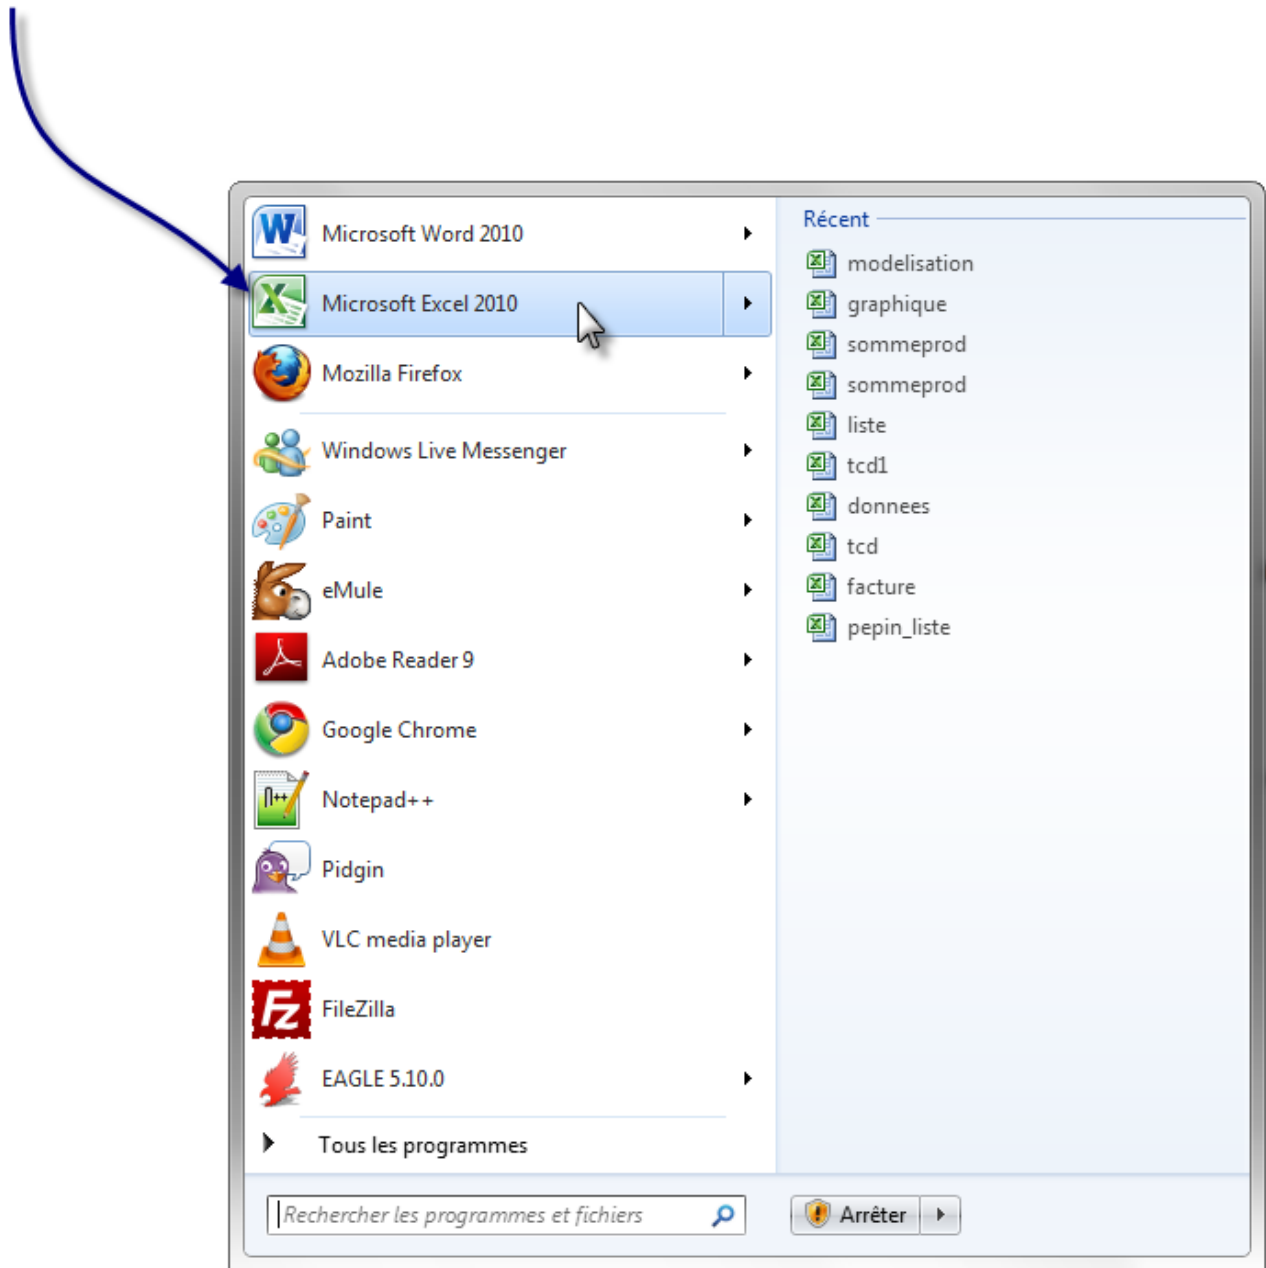 Microsoft Word 2010
Microsoft Excel 2010
Mozilla Firefox
Windows Live Messenger
Paint
eMule
Adobe Reader 9
Google Chrome
Notepad++
Pidgin
VLC media player
FileZilla
EAGLE 5.10.0
Tous les programmes
Rechercher les programmes et fichiers
Récent
modelisation
graphique
sommeprod
sommeprod
liste
tcd1
donnees
tcd
facture
pepin_liste
Arrêter